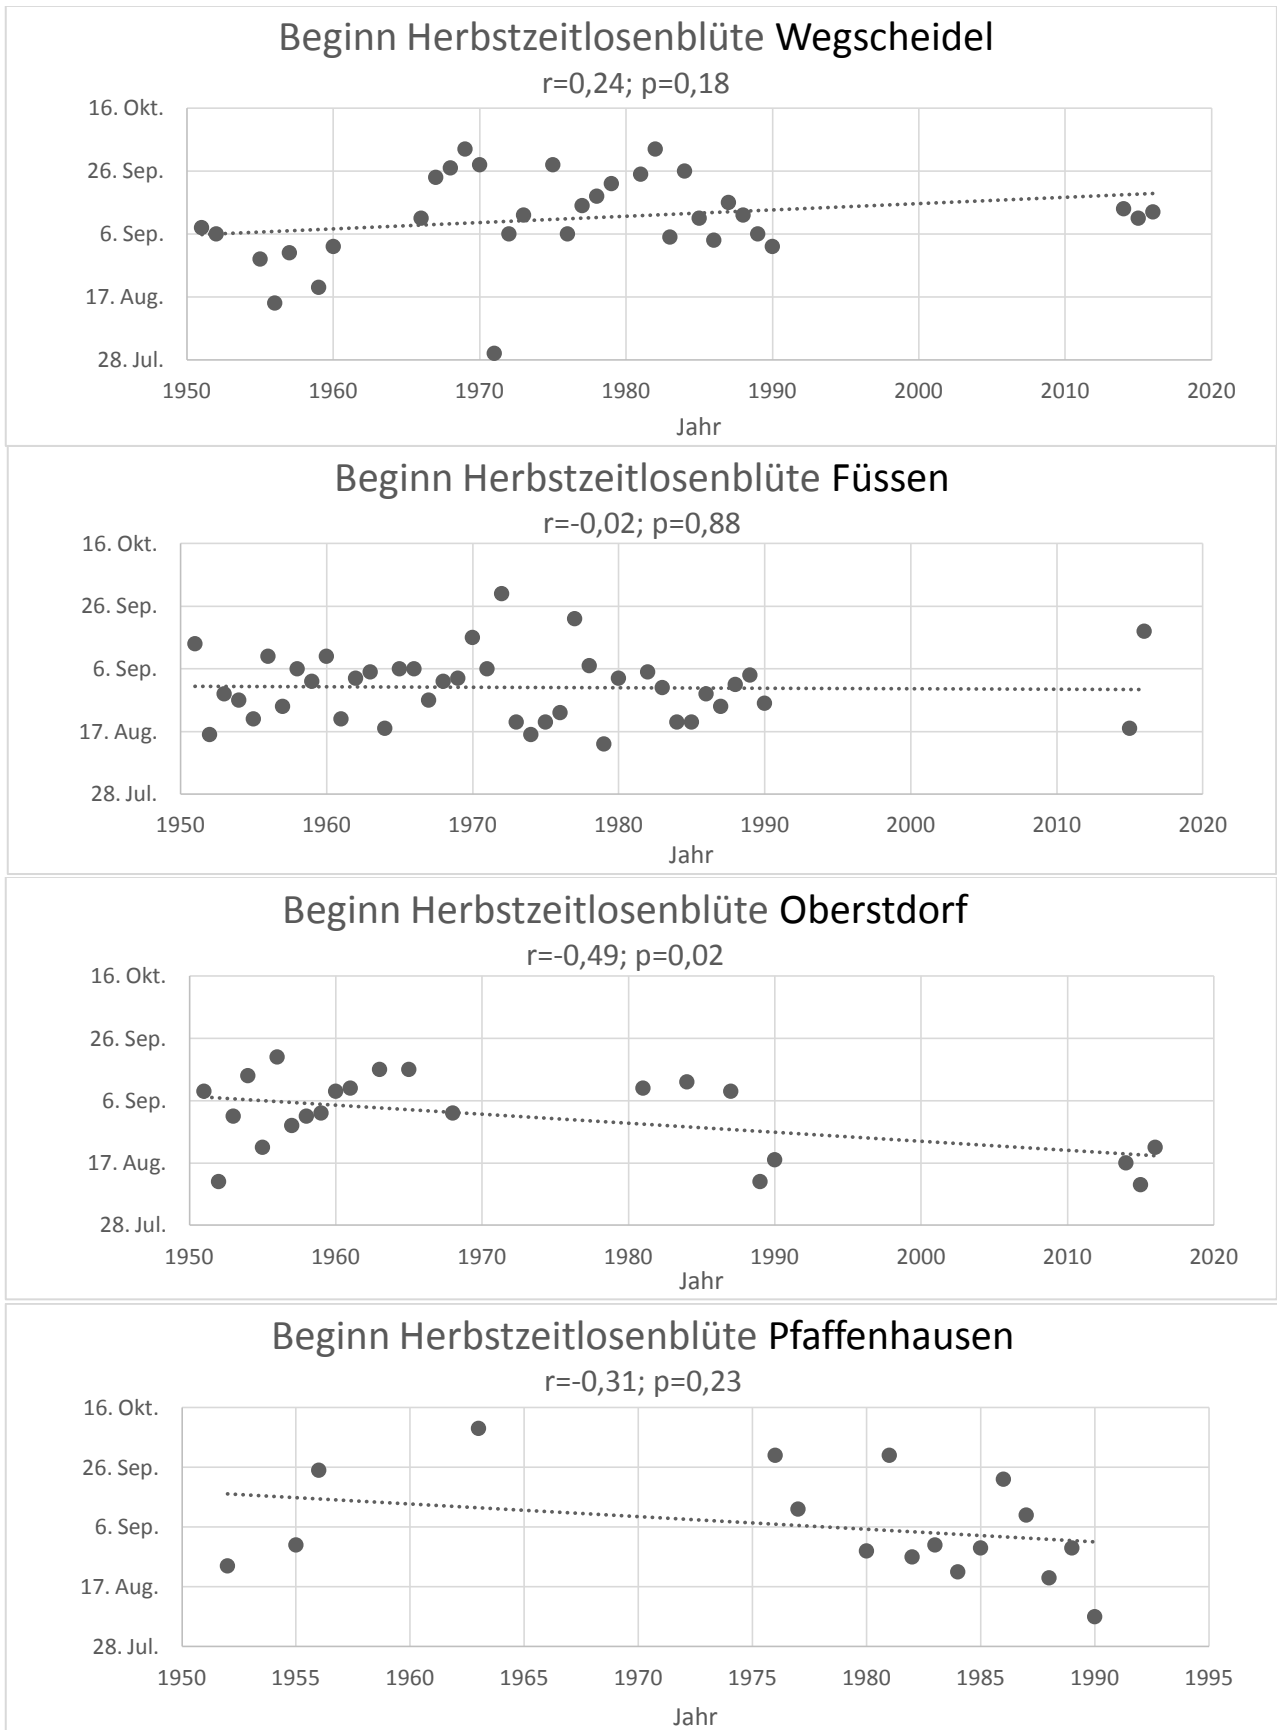 Beginn Herbstzeitlosenblüte Wegscheidel
r=0,24; p=0,18
16. Okt.
26. Sep.
6. Sep.
17. Aug.
28. Jul.
1950 1960 1970 1980 1990 2000 2010 2020
Jahr
Beginn Herbstzeitlosenblüte Füssen
r=-0,02; p=0,88
16. Okt.
26. Sep.
6. Sep.
17. Aug.
28. Jul.
1950 1960 1970 1980 1990 2000 2010 2020
Jahr
Beginn Herbstzeitlosenblüte Oberstdorf
r=-0,49; p=0,02
16. Okt.
26. Sep.
6. Sep.
17. Aug.
28. Jul.
1950 1960 1970 1980 1990 2000 2010 2020
Jahr
Beginn Herbstzeitlosenblüte Pfaffenhausen
r=-0,31; p=0,23
16. Okt.
26. Sep.
6. Sep.
17. Aug.
28. Jul.
1950 1955 1960 1965 1970 1975 1980 1985 1990 1995
Jahr